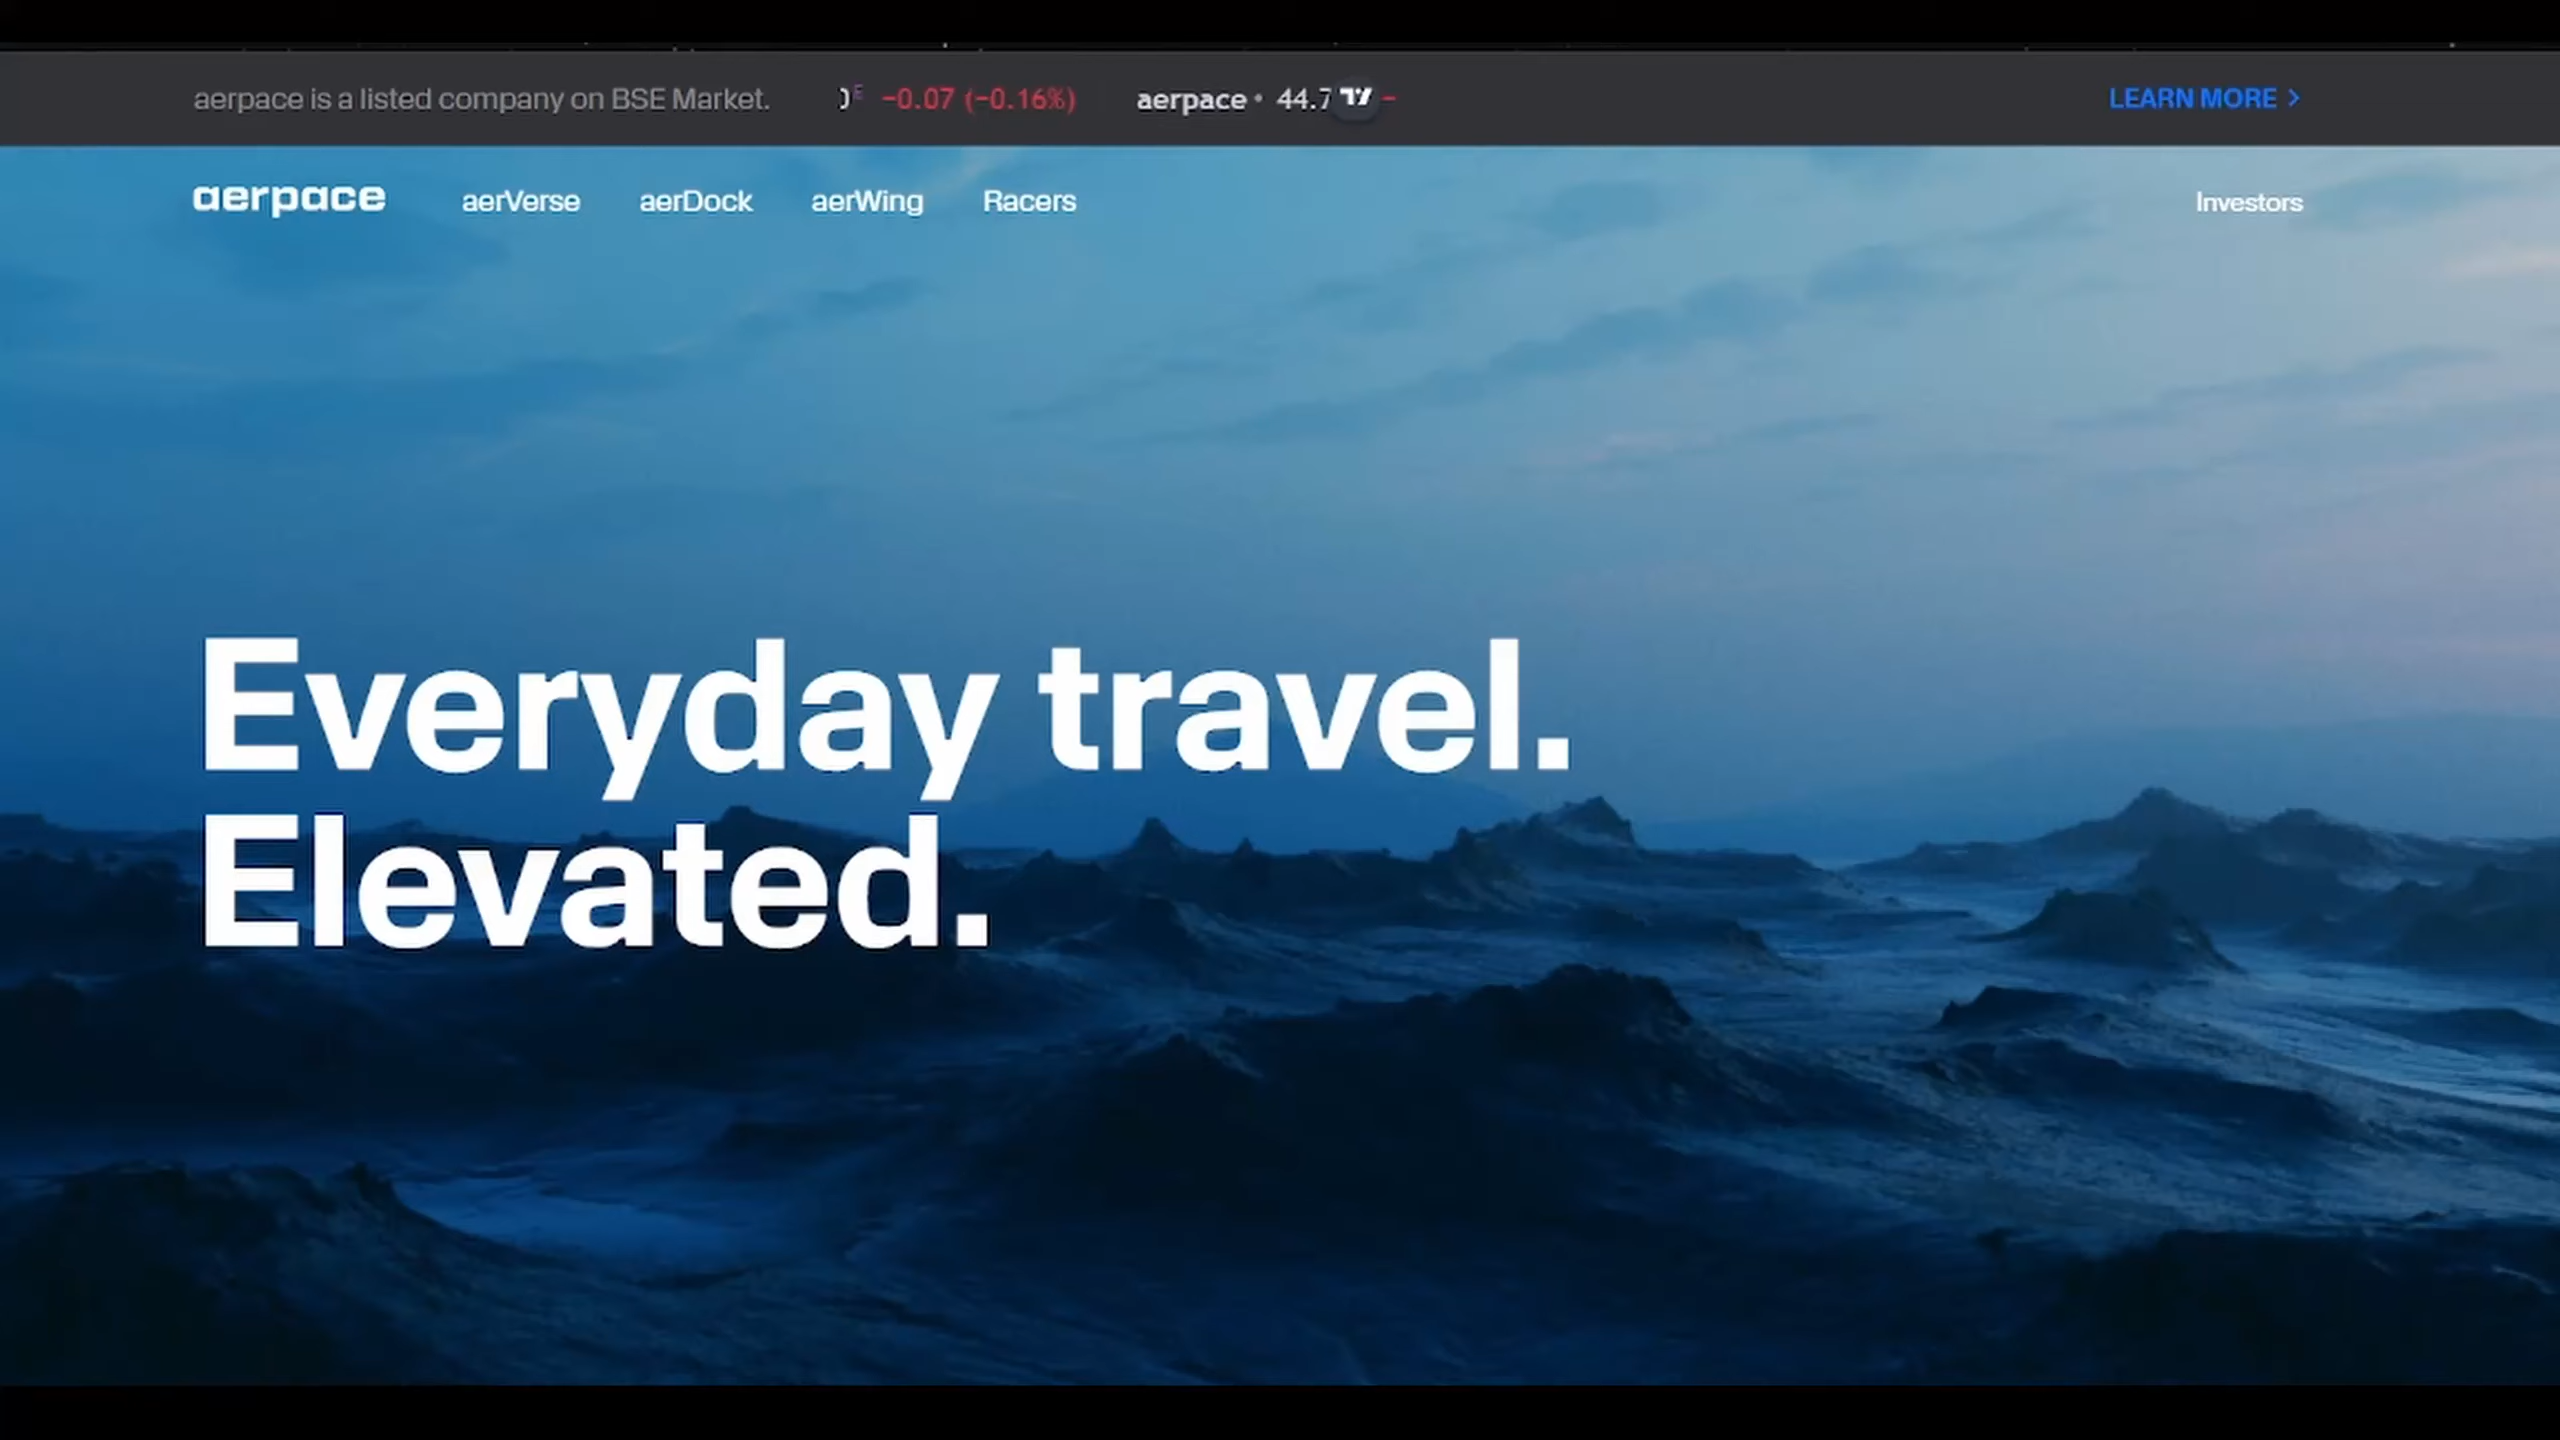 aerpace is a listed company on BSE Market.
−0.07 (−0.16%)
aerpace • 44.7
LEARN MORE >
aerpace
aerVerse
aerDock
aerWing
Racers
Investors
Everyday travel.
Elevated.